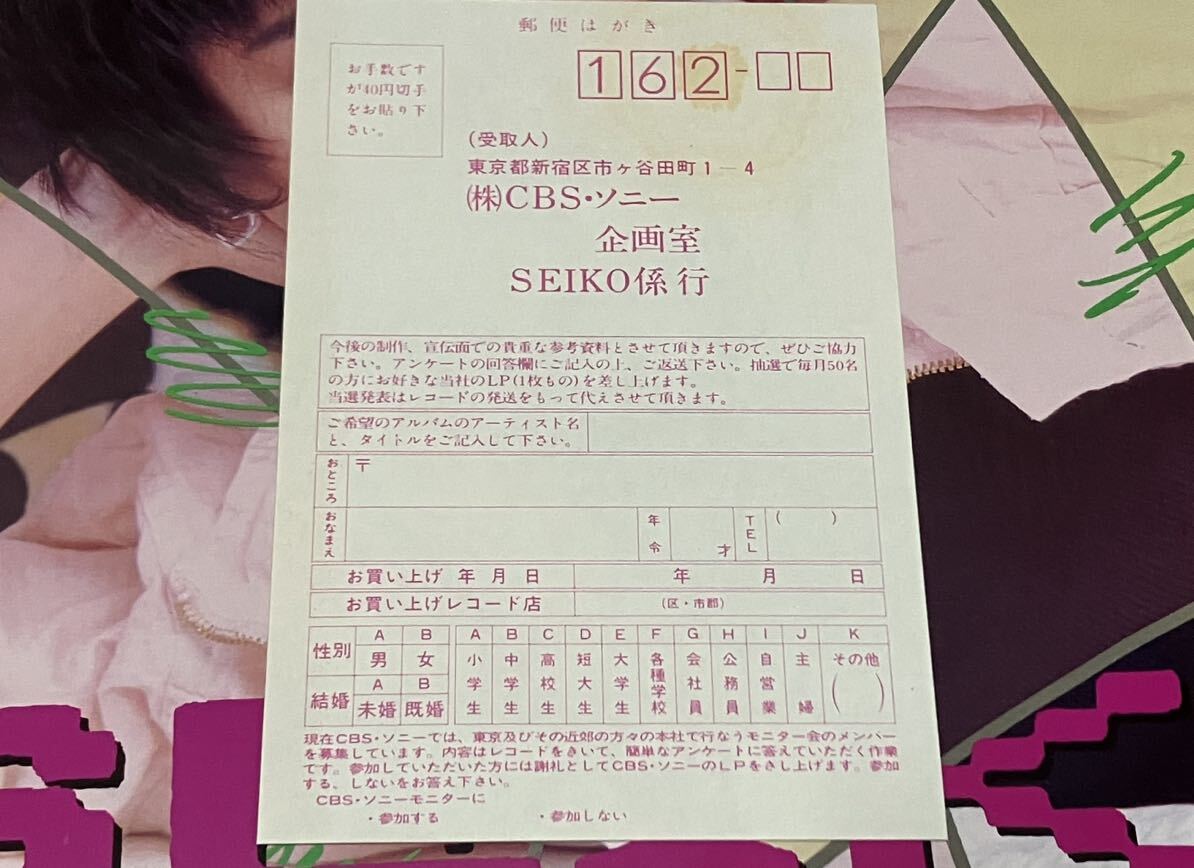 郵便はがき
お手数です
が40円切手
をお貼り下
さい。
162-
(受取人)
東京都新宿区市ヶ谷田町1-4
(株)CBS・ソニー
企画室
SEIKO係行
今後の制作、宣伝面での貴重な参考資料とさせて頂きますので、ぜひご協力
下さい。アンケートの回答欄にご記入の上、ご返送下さい。抽選で毎月50名
の方にお好きな当社のLP(1枚もの)を差し上げます。
当選発表はレコードの発送をもって代えさせて頂きます。
ご希望のアルバムのアーティスト名
と、タイトルをご記入して下さい。
おところ 〒
おなまえ 年令 才 TEL ( )
お買い上げ 年 月 日 年 月 日
お買い上げレコード店 (区・市郡)
性別 A 男 B 女
結婚 A 未婚 B 既婚
A B C D E F G H I J K
小学生 中学生 高校生 短大生 大学生 各種学校 会社員 公務員 自営業 主婦 その他( )
現在CBS・ソニーでは、東京及びその近郊の方々の本社で行なうモニター会のメンバー
を募集しています。内容はレコードをきいて、簡単なアンケートに答えていただく作業
です。参加していただいた方には謝礼としてCBS・ソニーのLPをさし上げます。参加
する、しないをお答え下さい。
CBS・ソニーモニターに
・参加する ・参加しない